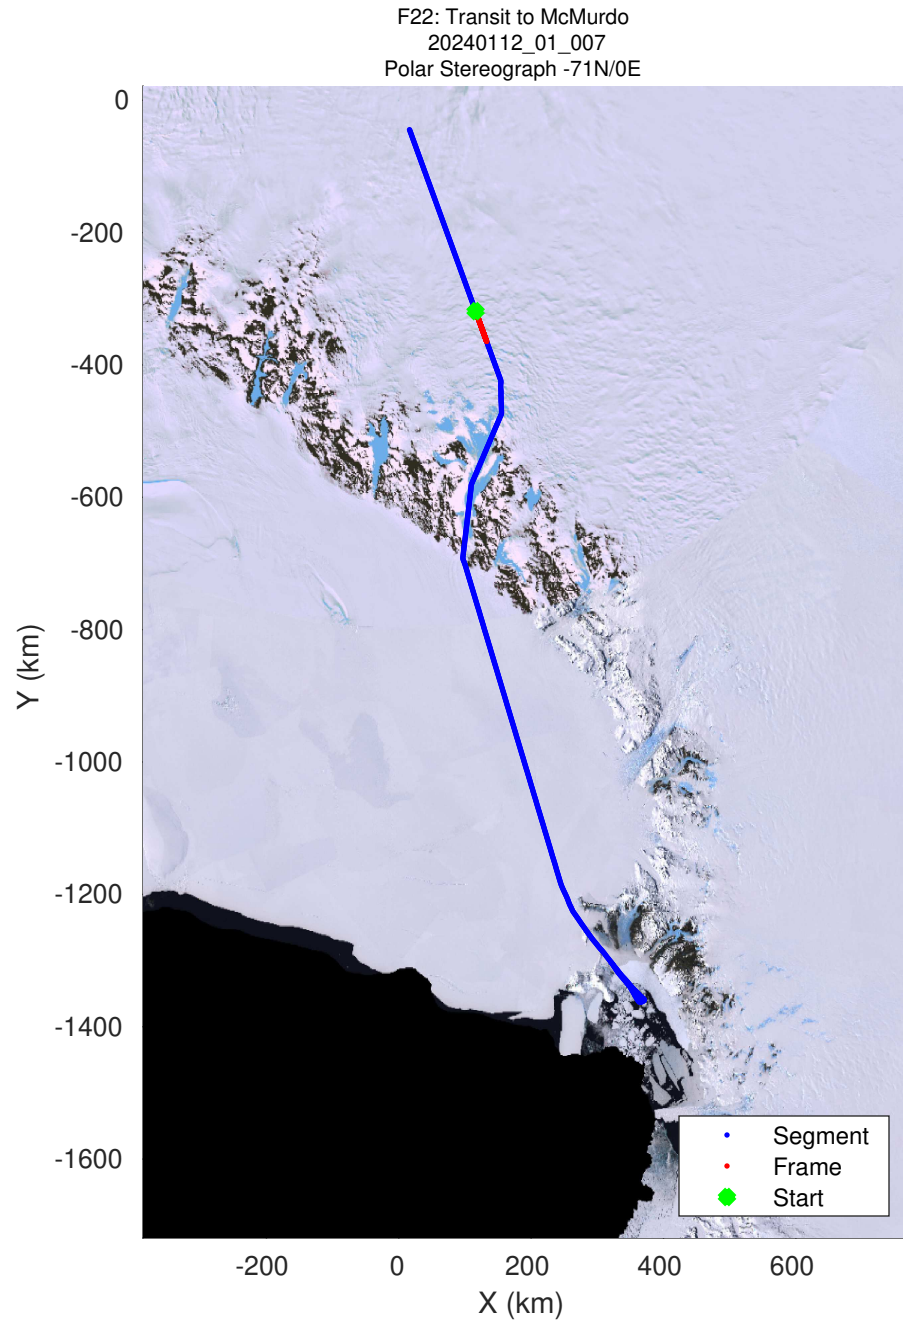 F22: Transit to McMurdo
20240112_01_007
Polar Stereograph -71N/0E
0
-200
-400
-600
-800
-1000
-1200
-1400
-1600
Y (km)
-200
0
200
400
600
X (km)
Segment
Frame
Start